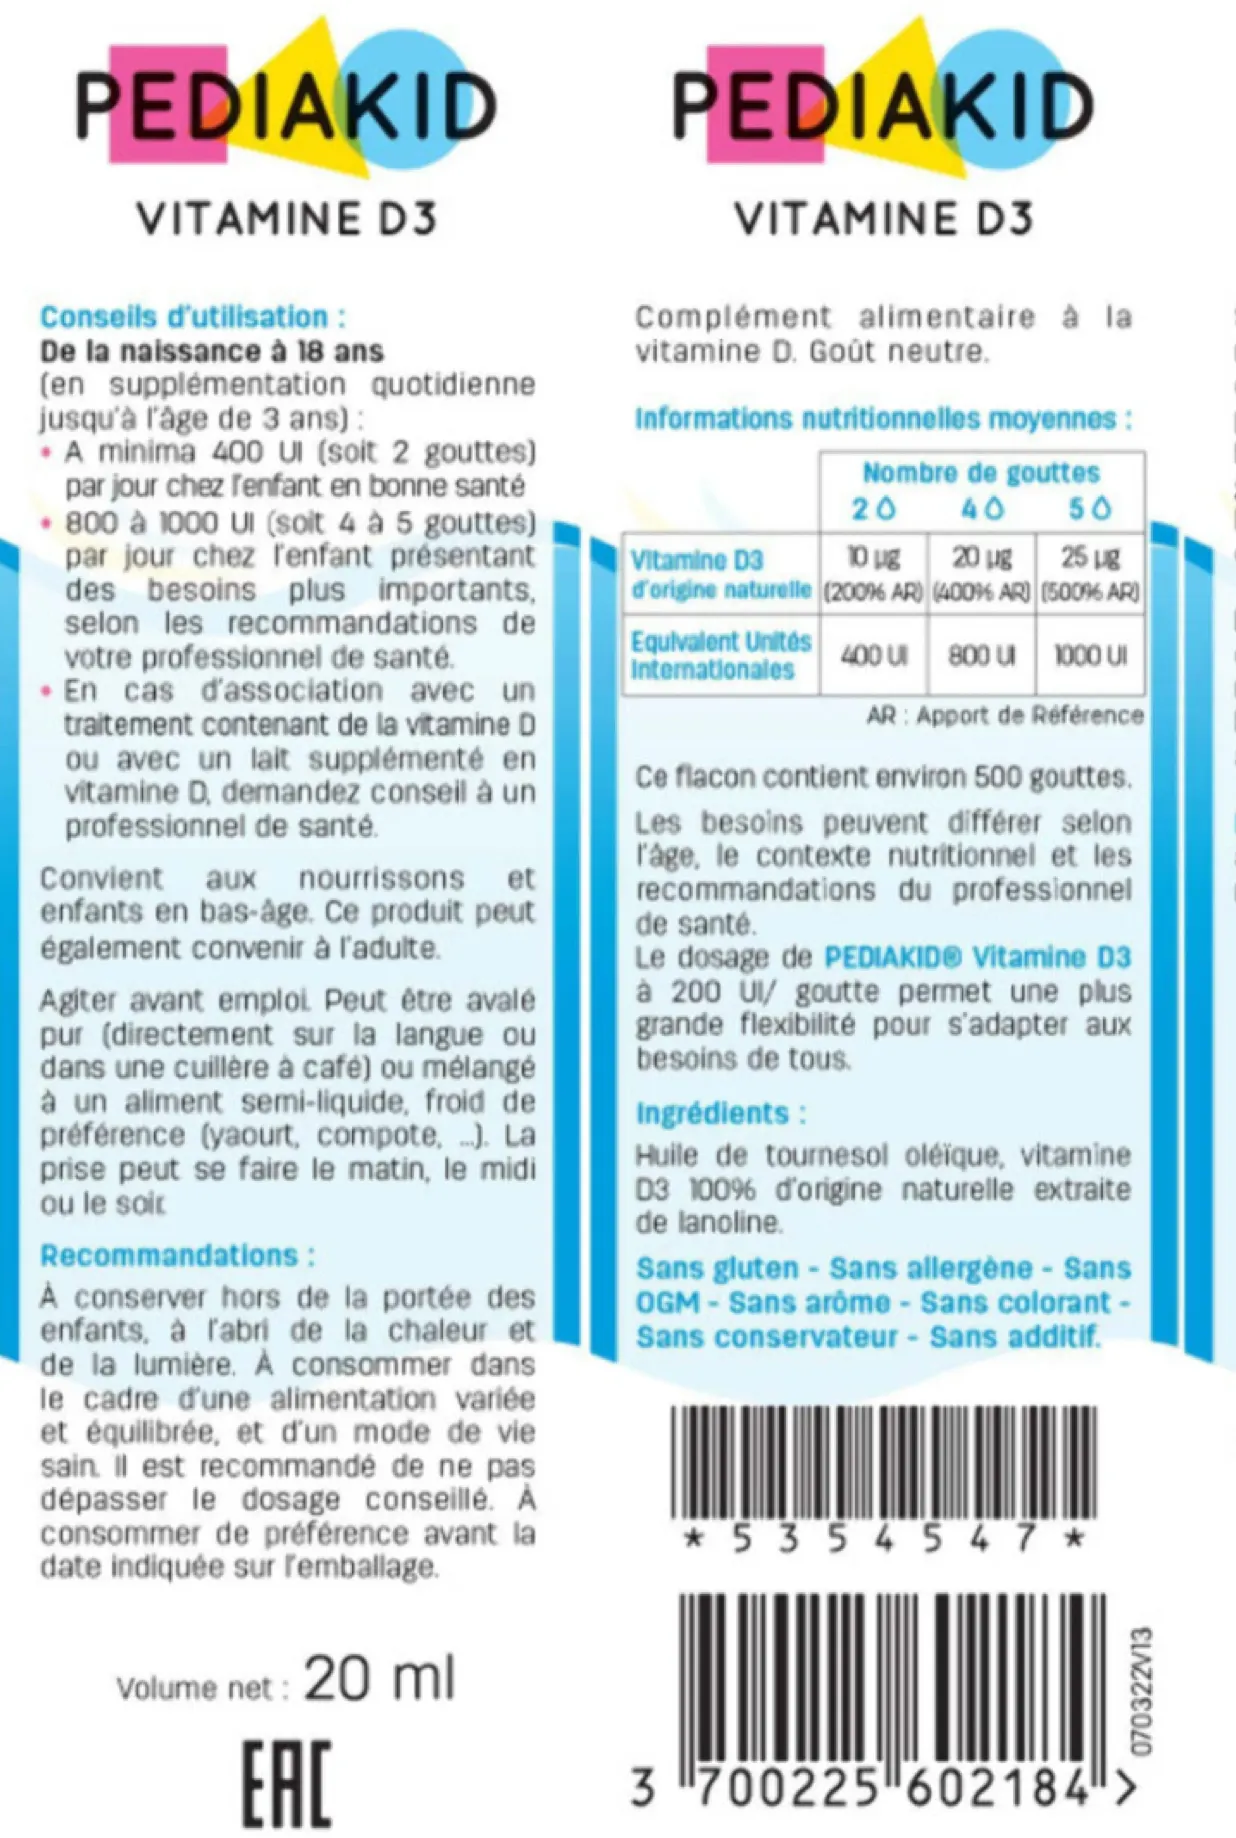 PEDIAKID
VITAMINE D3
Conseils d'utilisation :
De la naissance à 18 ans
(en supplémentation quotidienne
jusqu'à l'âge de 3 ans) :
• A minima 400 UI (soit 2 gouttes)
par jour chez l'enfant en bonne santé
• 800 à 1000 UI (soit 4 à 5 gouttes)
par jour chez l'enfant présentant
des besoins plus importants,
selon les recommandations de
votre professionnel de santé.
• En cas d'association avec un
traitement contenant de la vitamine D
ou avec un lait supplémenté en
vitamine D, demandez conseil à un
professionnel de santé.
Convient aux nourrissons et
enfants en bas-âge. Ce produit peut
également convenir à l'adulte.
Agiter avant emploi. Peut être avalé
pur (directement sur la langue ou
dans une cuillère à café) ou mélangé
à un aliment semi-liquide, froid de
préférence (yaourt, compote, ...). La
prise peut se faire le matin, le midi
ou le soir.
Recommandations :
À conserver hors de la portée des
enfants, à l'abri de la chaleur et
de la lumière. À consommer dans
le cadre d'une alimentation variée
et équilibrée, et d'un mode de vie
sain. Il est recommandé de ne pas
dépasser le dosage conseillé. À
consommer de préférence avant la
date indiquée sur l'emballage.
Volume net : 20 ml
EAC
PEDIAKID
VITAMINE D3
Complément alimentaire à la
vitamine D. Goût neutre.
Informations nutritionnelles moyennes :
Nombre de gouttes
2 4 5
Vitamine D3 10 µg 20 µg 25 µg
d'origine naturelle (200% AR) (400% AR) (500% AR)
Equivalent Unités
Internationales 400 UI 800 UI 1000 UI
AR : Apport de Référence
Ce flacon contient environ 500 gouttes.
Les besoins peuvent différer selon
l'âge, le contexte nutritionnel et les
recommandations du professionnel
de santé.
Le dosage de PEDIAKID® Vitamine D3
à 200 UI/ goutte permet une plus
grande flexibilité pour s'adapter aux
besoins de tous.
Ingrédients :
Huile de tournesol oléïque, vitamine
D3 100% d'origine naturelle extraite
de lanoline.
Sans gluten - Sans allergène - Sans
OGM - Sans arôme - Sans colorant -
Sans conservateur - Sans additif.
* 5 3 5 4 5 4 7 *
070322V13
3 700225 602184 >